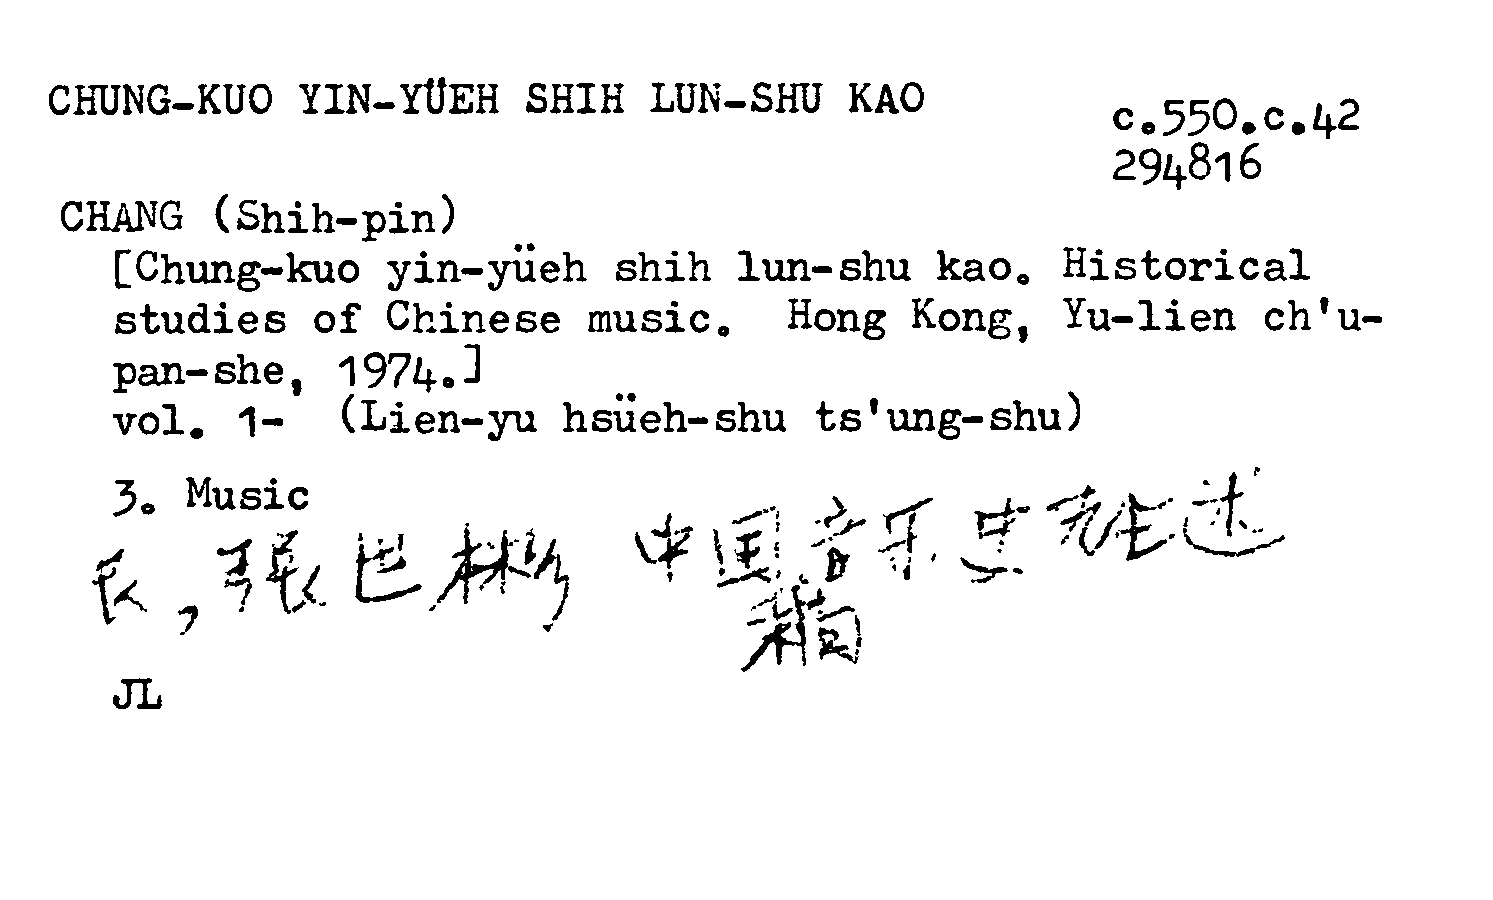 CHUNG-KUO YIN-YÜEH SHIH LUN-SHU KAO
c.550.c.42
294816
CHANG (Shih-pin)
[Chung-kuo yin-yüeh shih lun-shu kao. Historical
studies of Chinese music. Hong Kong, Yu-lien ch'u-
pan-she, 1974.]
vol. 1- (Lien-yu hsüeh-shu ts'ung-shu)
3. Music
張世彬 中国音乐史论述
稿
JL